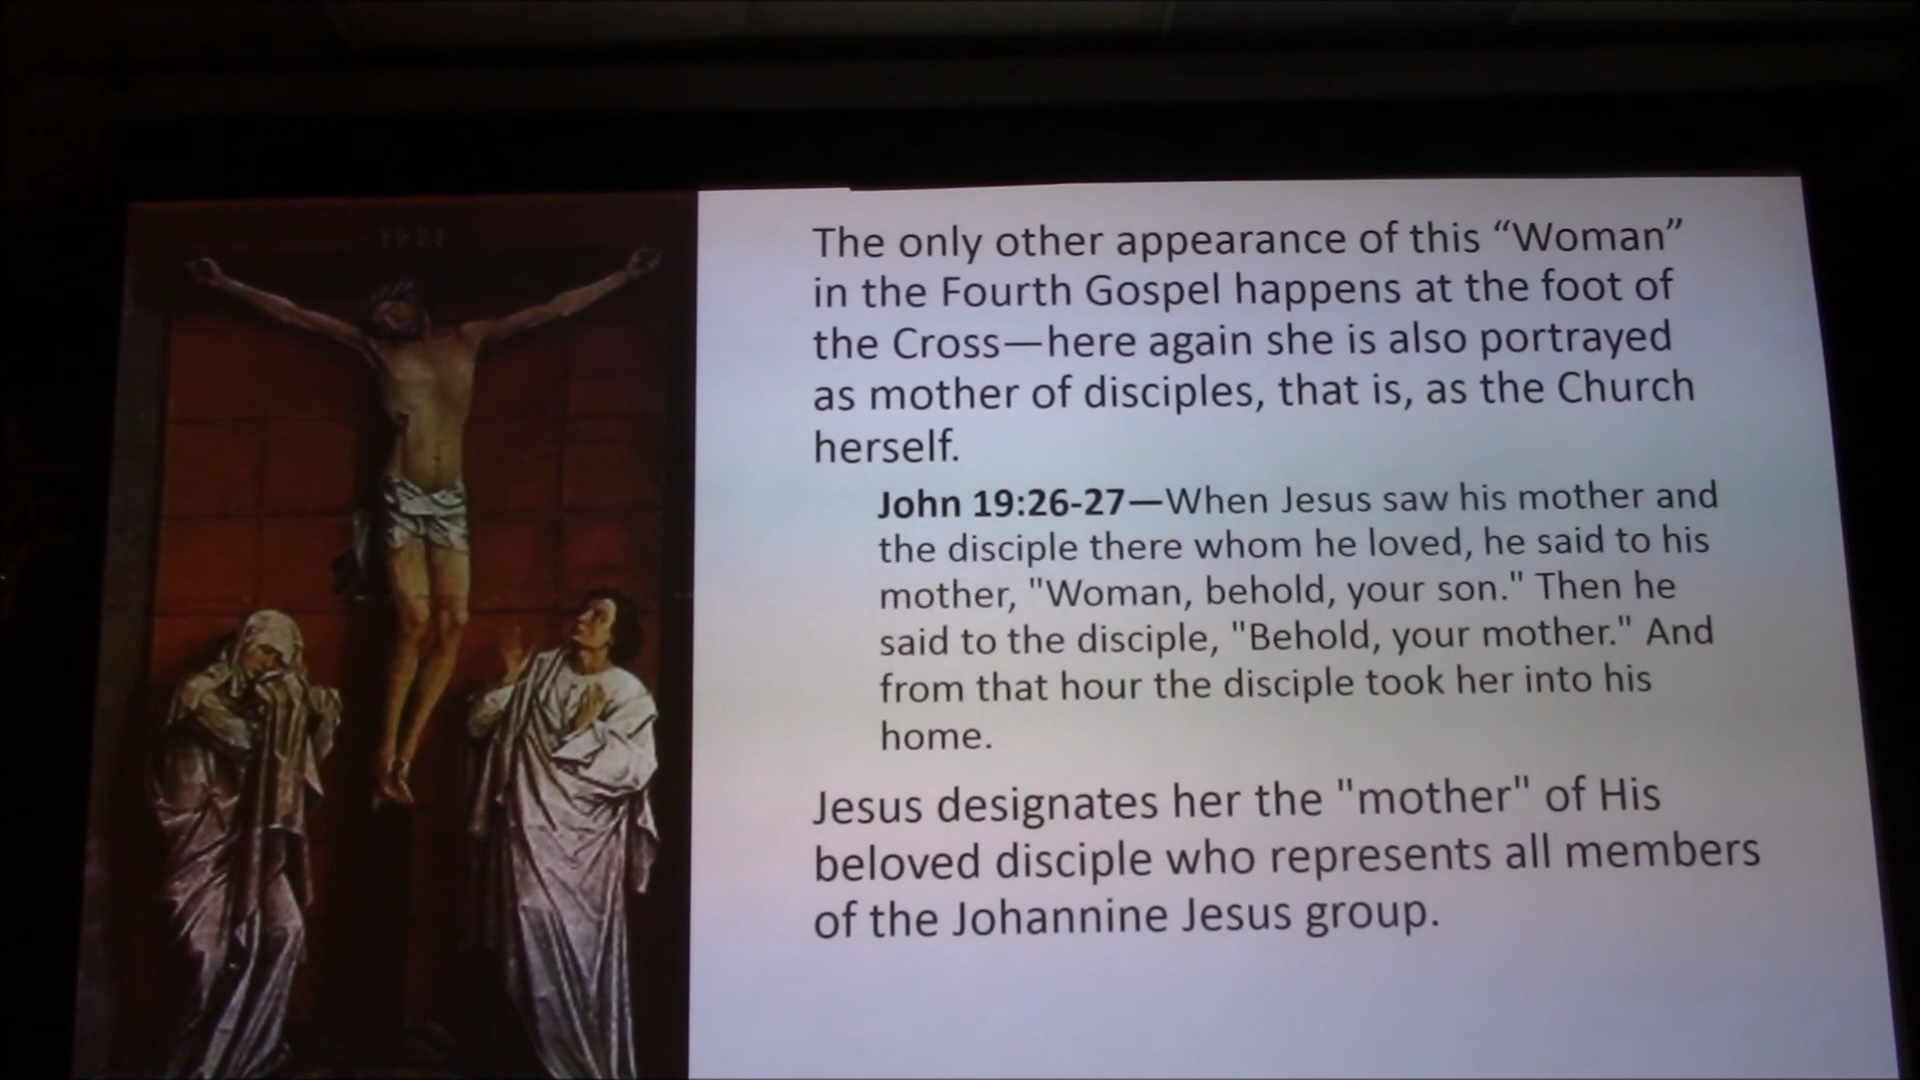 The only other appearance of this “Woman”
in the Fourth Gospel happens at the foot of
the Cross—here again she is also portrayed
as mother of disciples, that is, as the Church
herself.
John 19:26-27—When Jesus saw his mother and
the disciple there whom he loved, he said to his
mother, "Woman, behold, your son." Then he
said to the disciple, "Behold, your mother." And
from that hour the disciple took her into his
home.
Jesus designates her the "mother" of His
beloved disciple who represents all members
of the Johannine Jesus group.